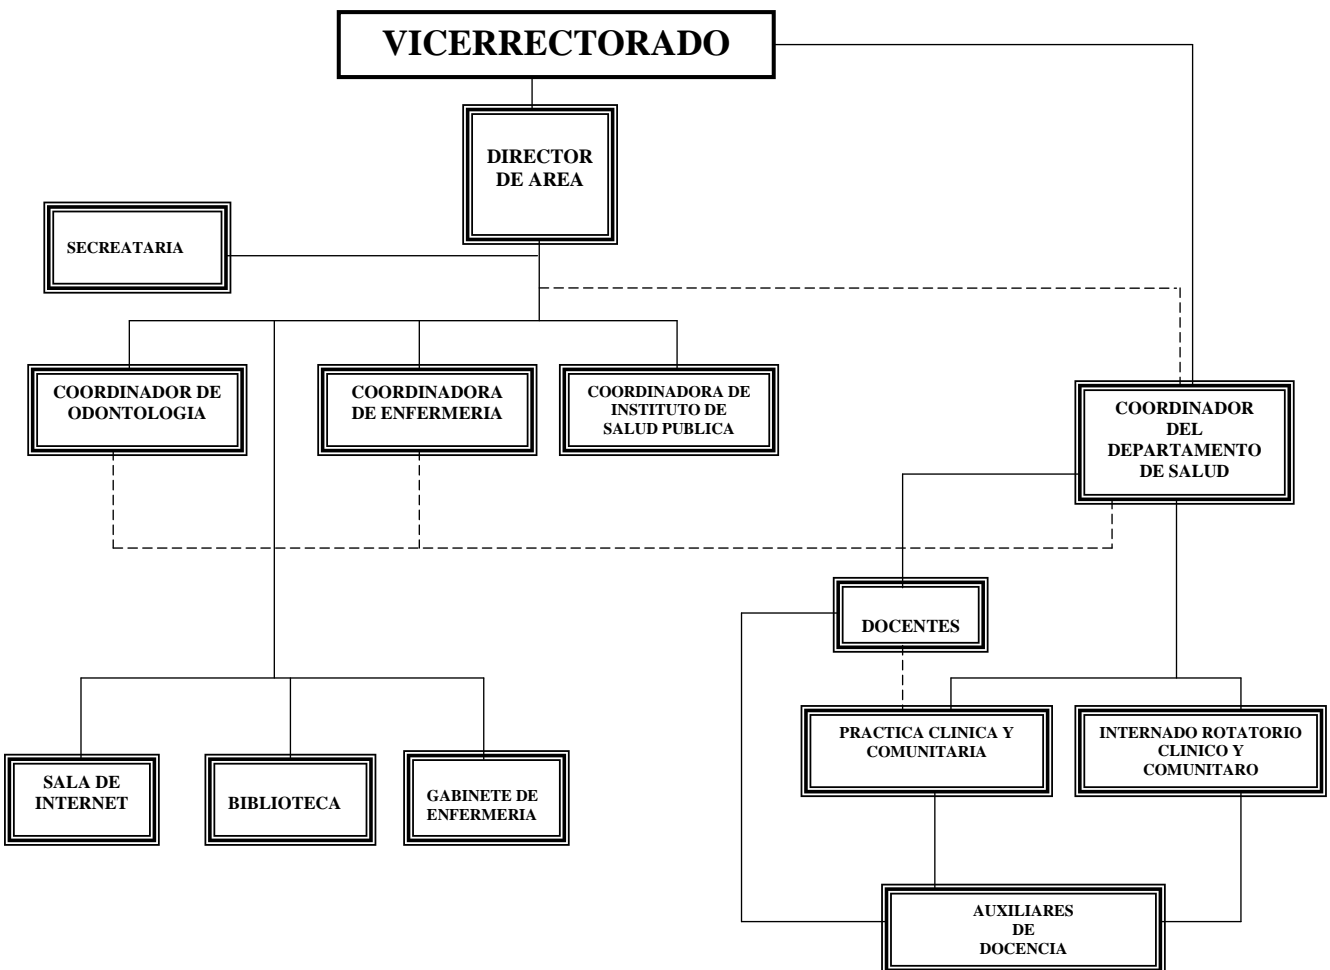 VICERRECTORADO
DIRECTOR
DE AREA
SECREATARIA
COORDINADOR DE
ODONTOLOGIA
COORDINADORA
DE ENFERMERIA
COORDINADORA DE
INSTITUTO DE
SALUD PUBLICA
COORDINADOR
DEL
DEPARTAMENTO
DE SALUD
DOCENTES
PRACTICA CLINICA Y
COMUNITARIA
INTERNADO ROTATORIO
CLINICO Y
COMUNITARO
SALA DE
INTERNET
BIBLIOTECA
GABINETE DE
ENFERMERIA
AUXILIARES
DE
DOCENCIA